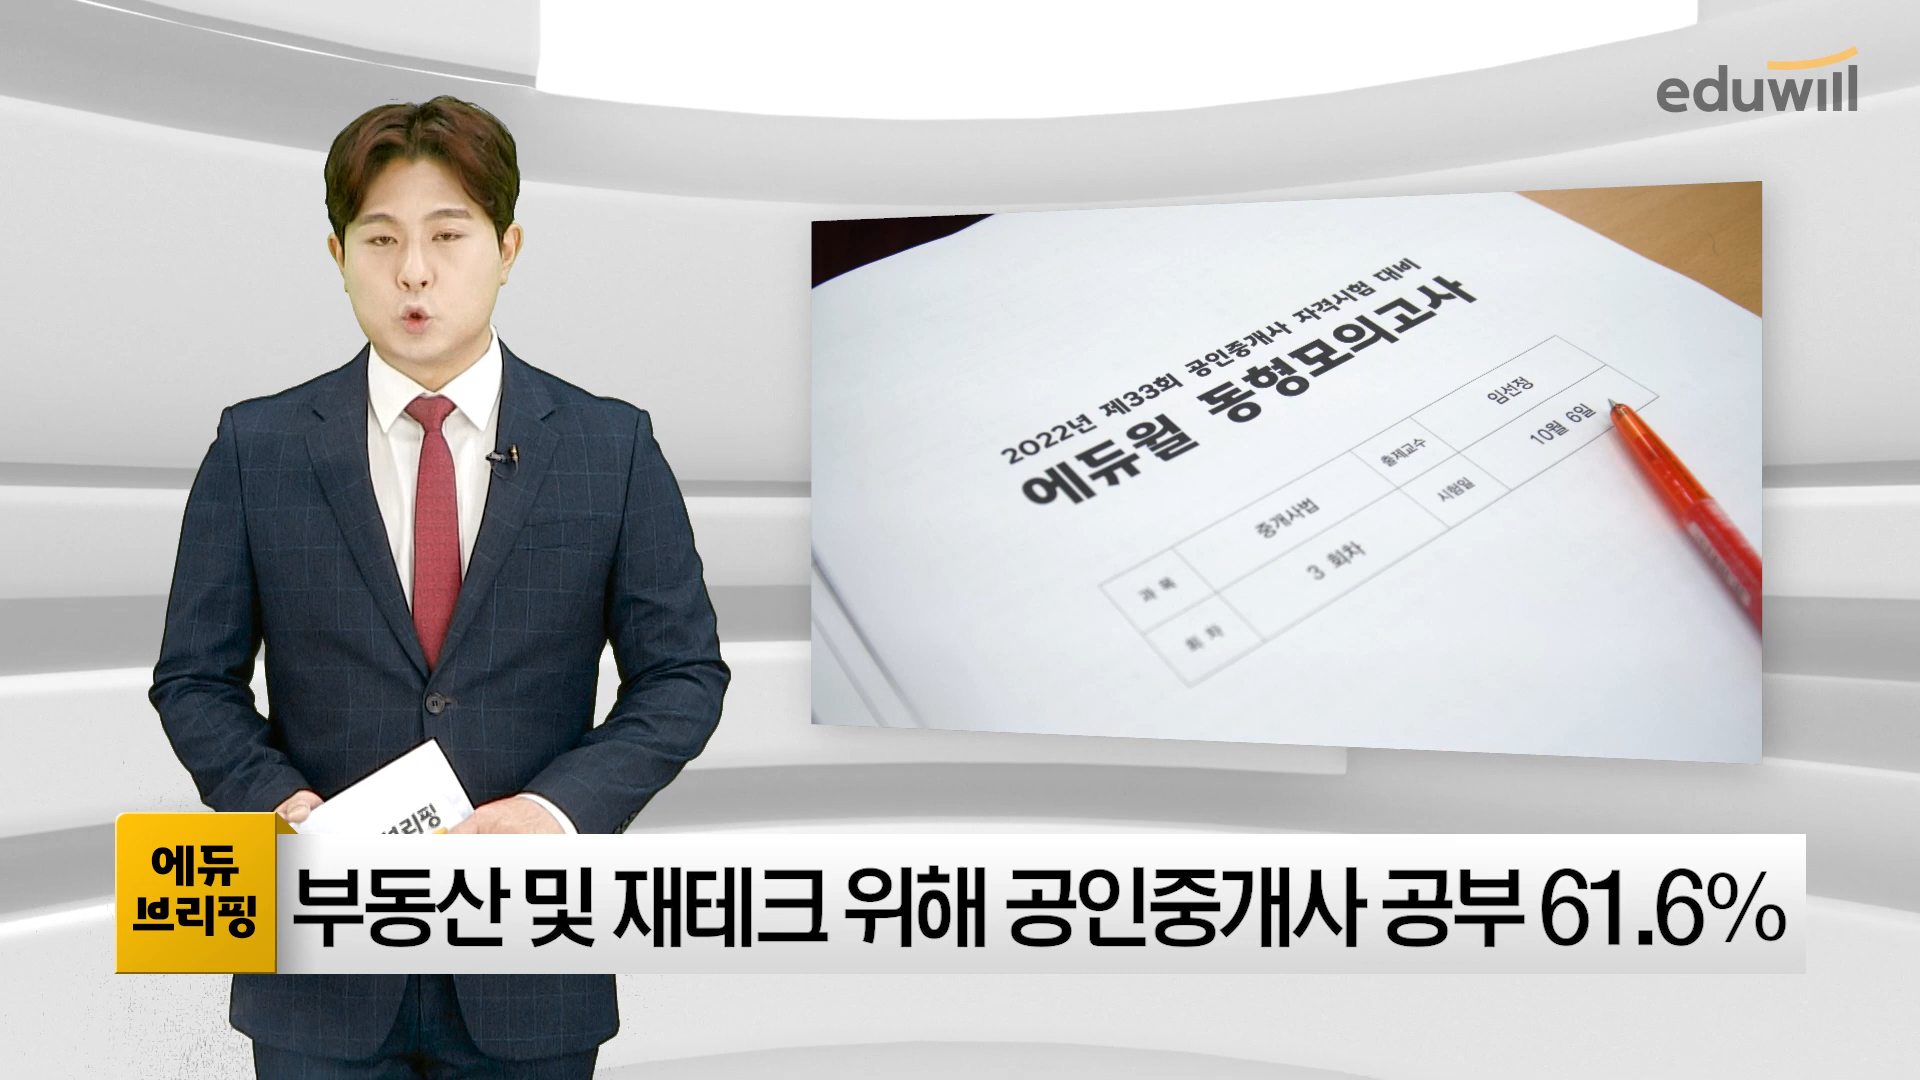 eduwill
2022년 제33회 공인중개사 자격시험 대비
에듀윌 동형모의고사
과 목 중개사법 출제교수 임선정
회 차 3 회차 시험일 10월 6일
브리핑
에듀
브리핑
부동산 및 재테크 위해 공인중개사 공부 61.6%